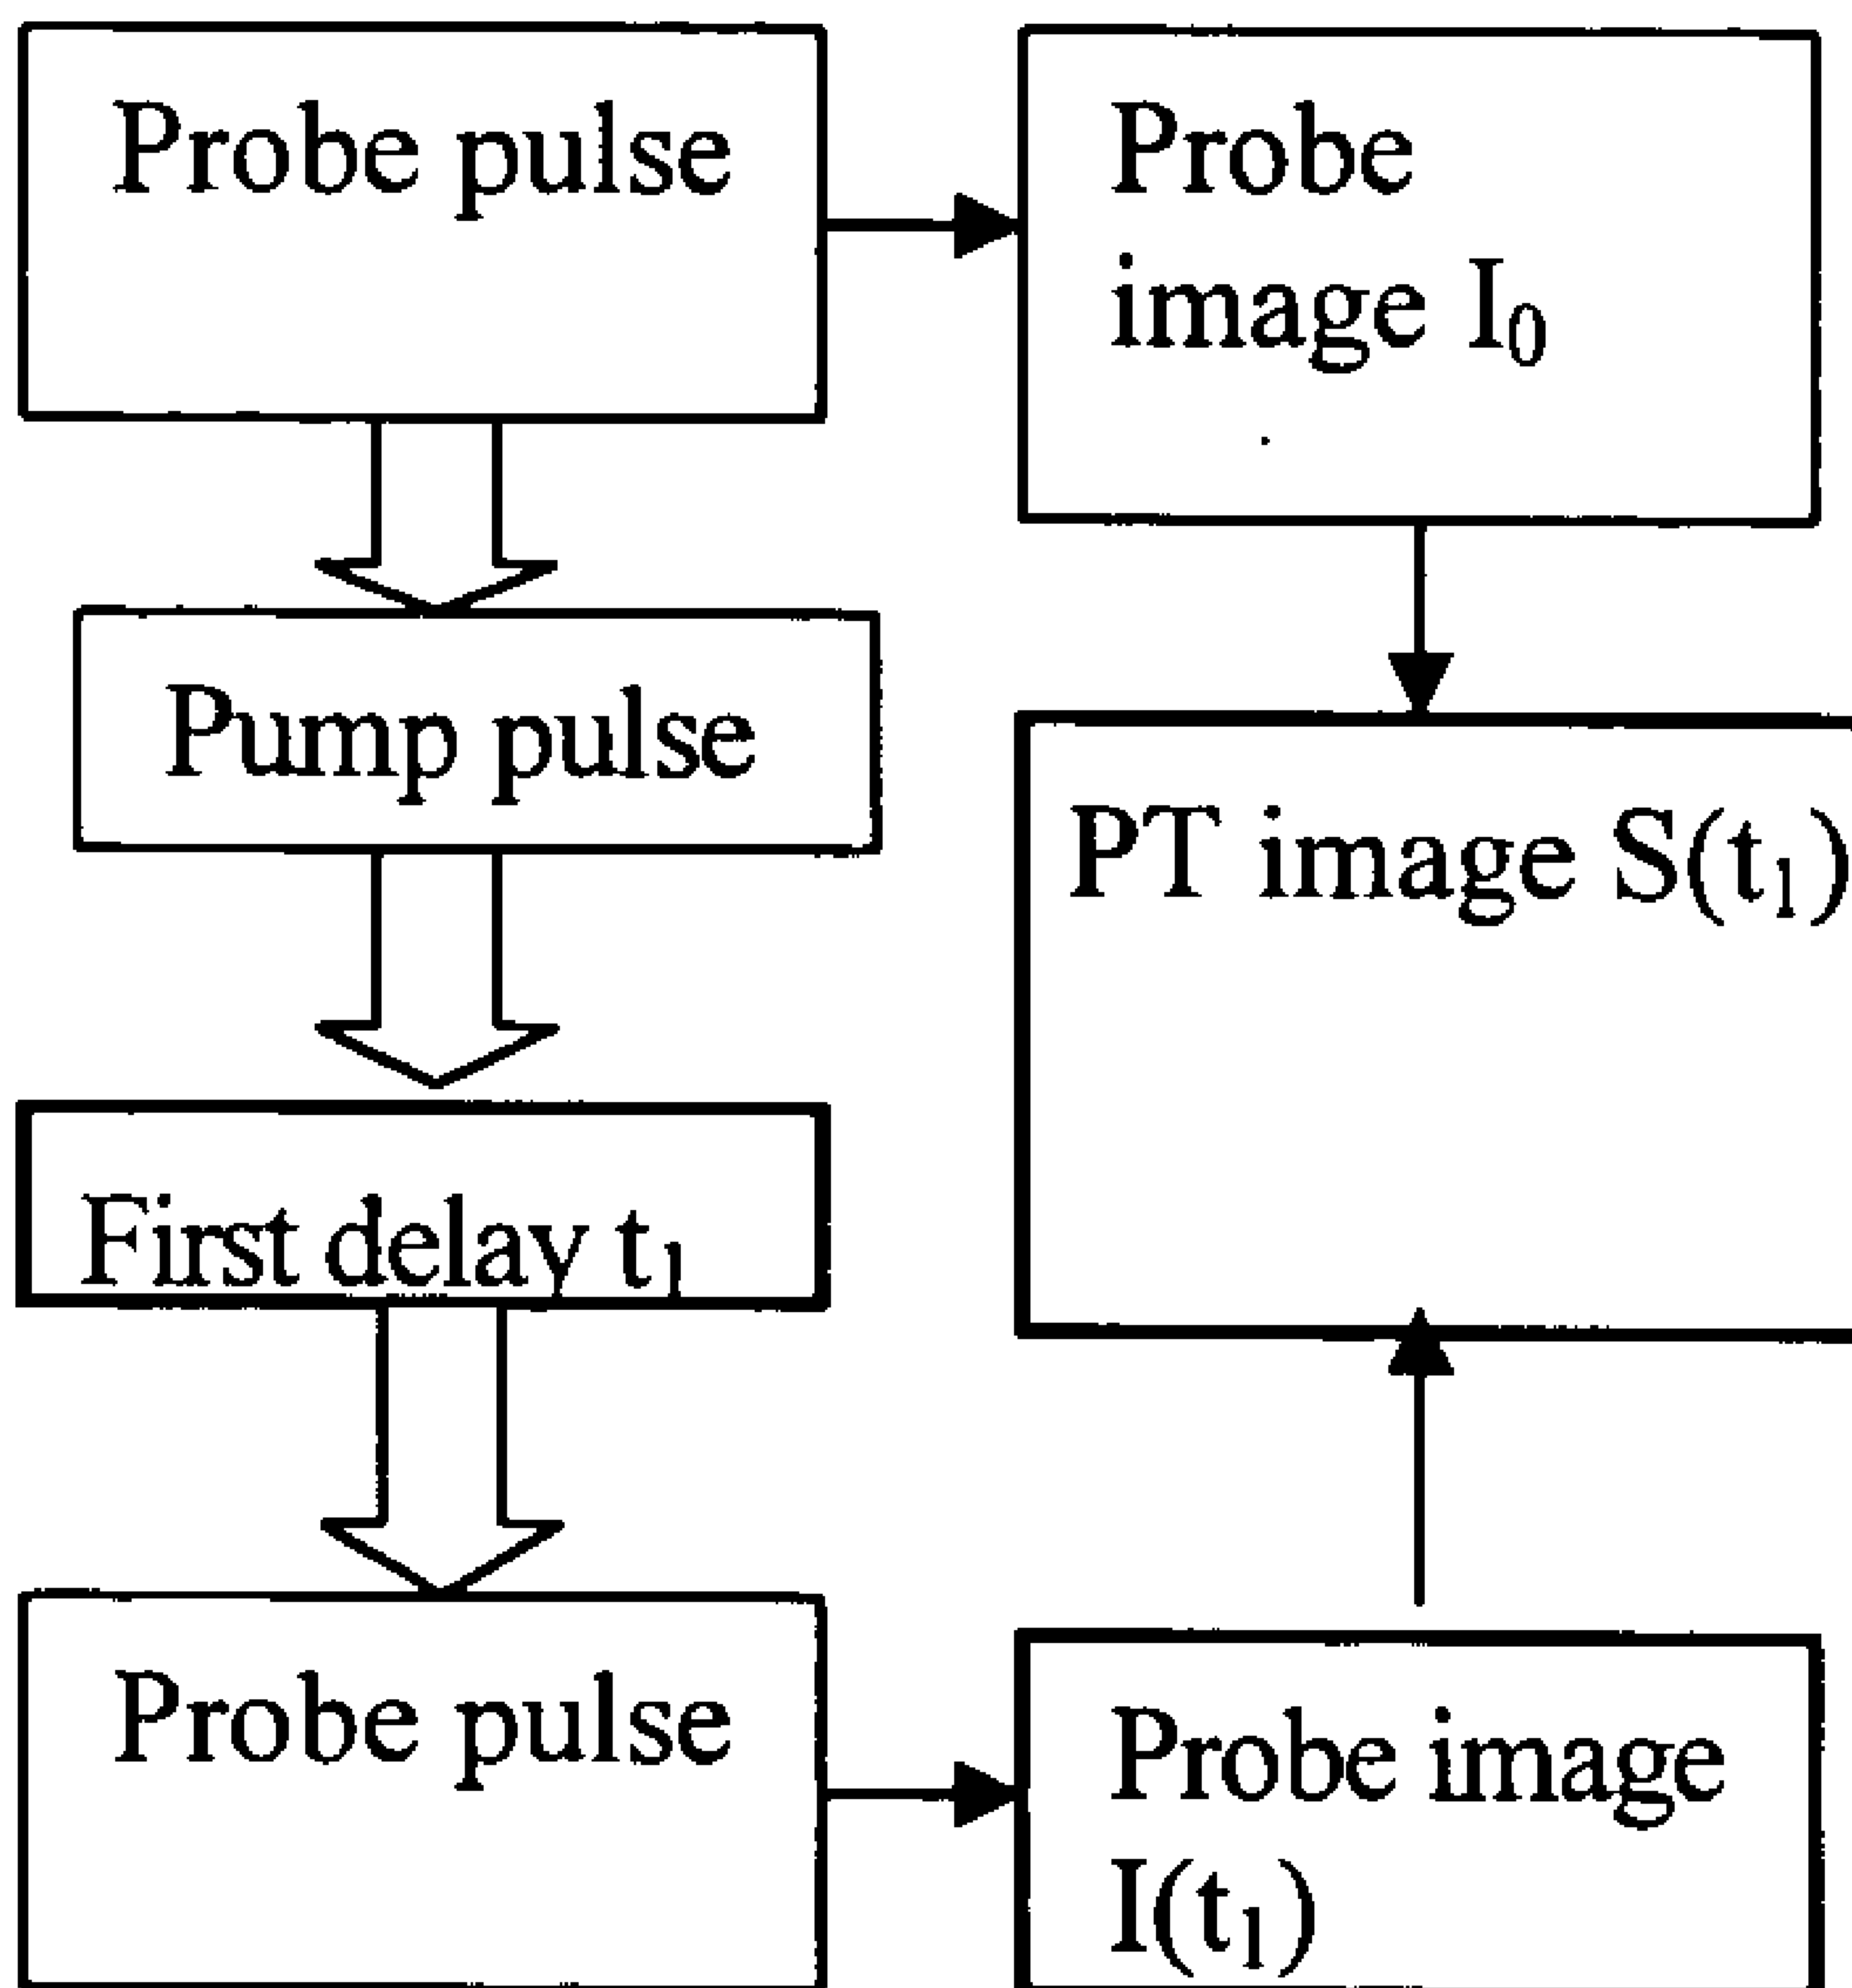 Probe pulse
Probe
image I₀
Pump pulse
PT image S(t₁)
First delay t₁
Probe pulse
Probe image
I(t₁)